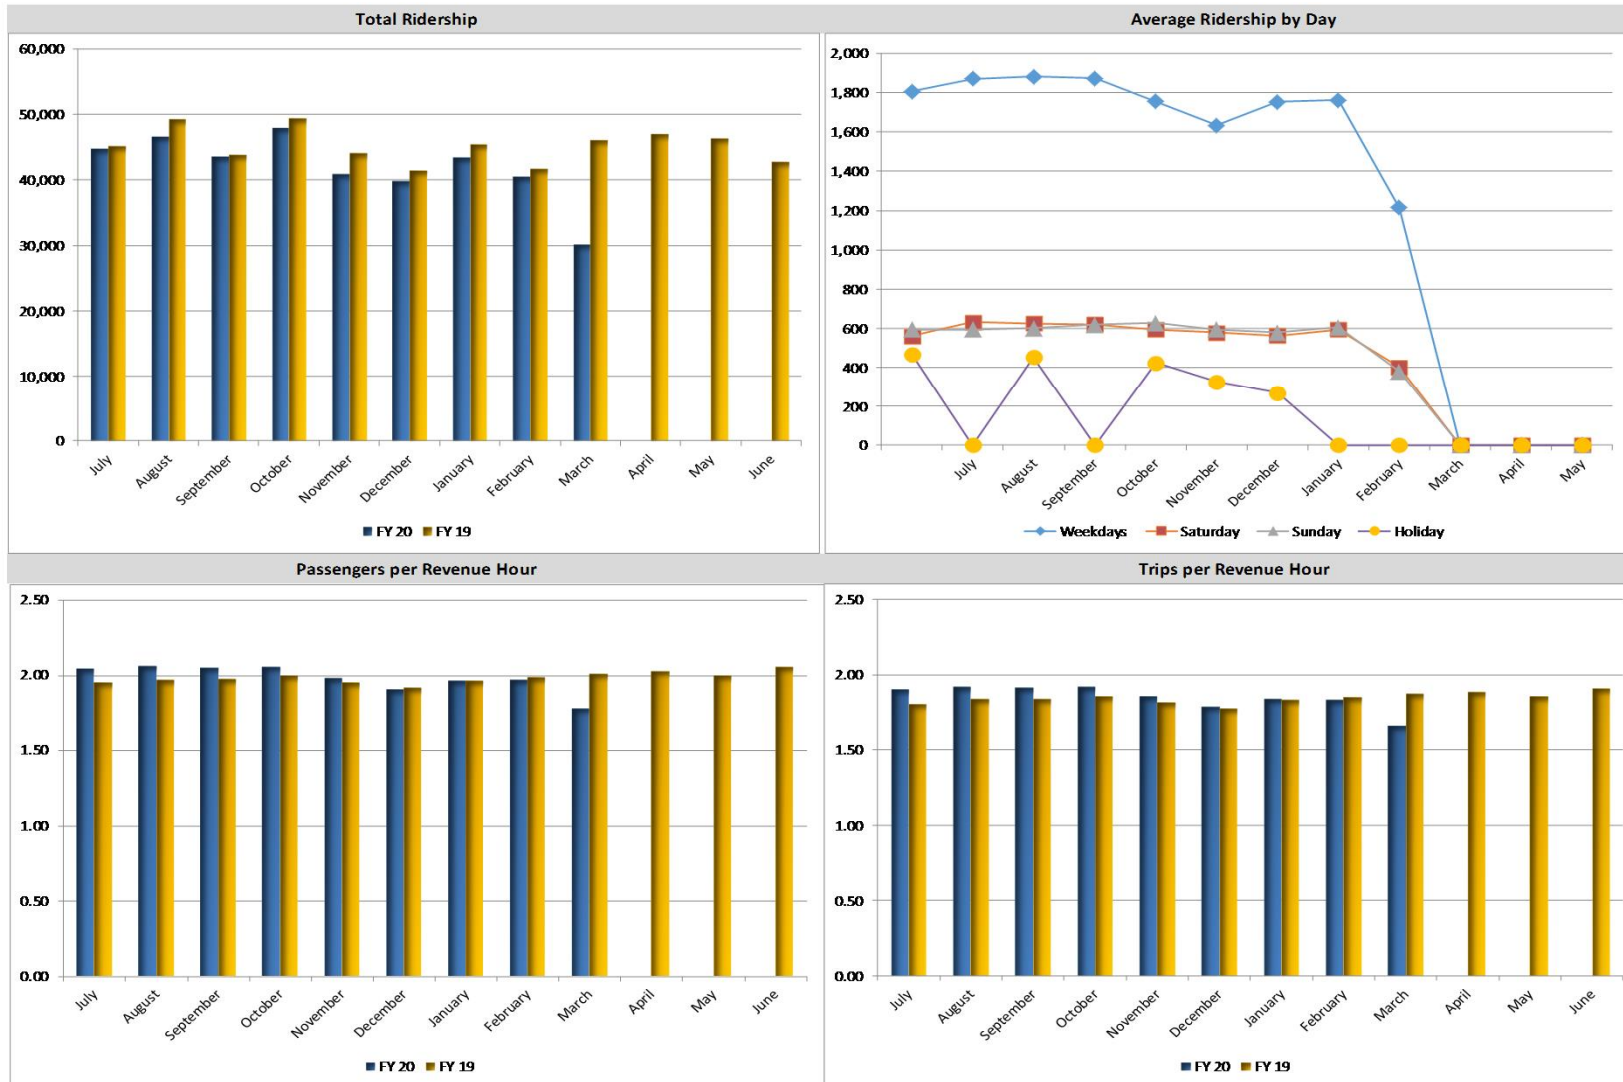 Total Ridership
60,000
50,000
40,000
30,000
20,000
10,000
0
July August September October November December January February March April May June
FY 20 FY 19
Average Ridership by Day
2,000
1,800
1,600
1,400
1,200
1,000
800
600
400
200
0
July August September October November December January February March April May
Weekdays Saturday Sunday Holiday
Passengers per Revenue Hour
2.50
2.00
1.50
1.00
0.50
0.00
July August September October November December January February March April May June
FY 20 FY 19
Trips per Revenue Hour
2.50
2.00
1.50
1.00
0.50
0.00
July August September October November December January February March April May June
FY 20 FY 19